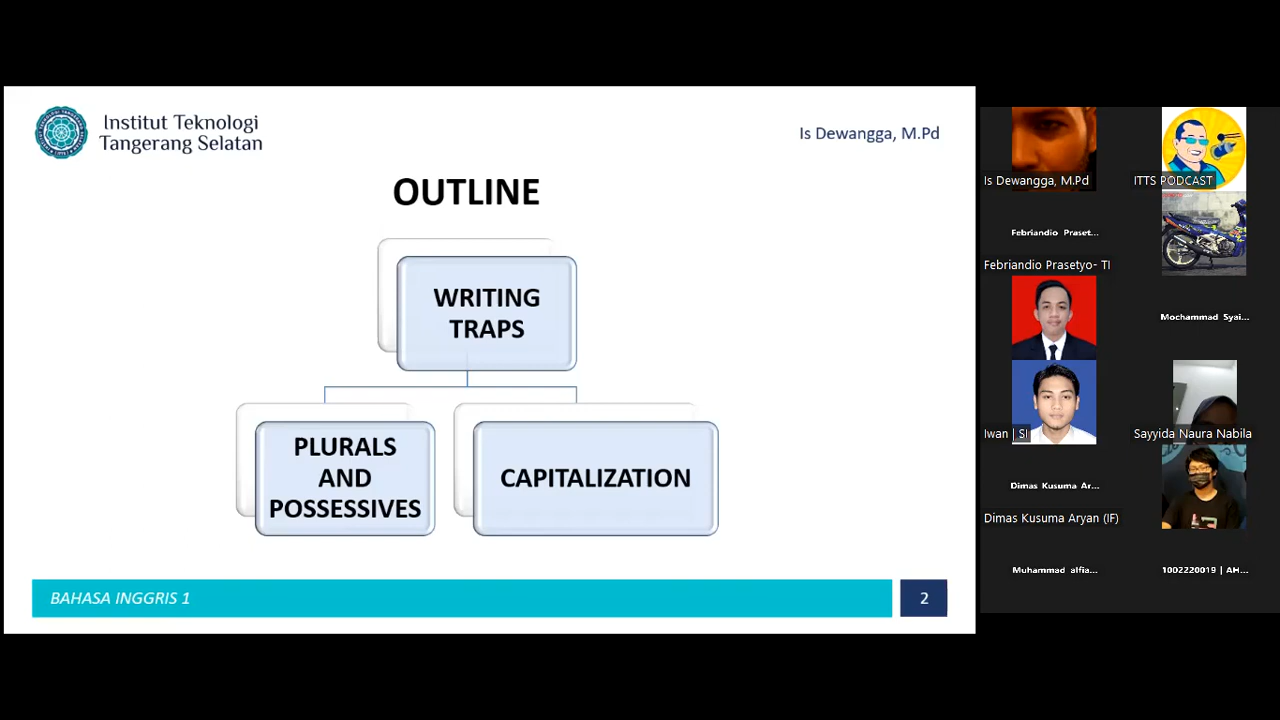 Institut Teknologi
Tangerang Selatan
Is Dewangga, M.Pd
OUTLINE
WRITING
TRAPS
PLURALS
AND
POSSESSIVES
CAPITALIZATION
BAHASA INGGRIS 1
2
Is Dewangga, M.Pd
ITTS PODCAST
Febriandio Praset...
Febriandio Prasetyo- TI
Mochammad Syai...
Iwan | SI
Sayyida Naura Nabila
Dimas Kusuma Ar...
Dimas Kusuma Aryan (IF)
Muhammad alfia...
1002220019 | AH...